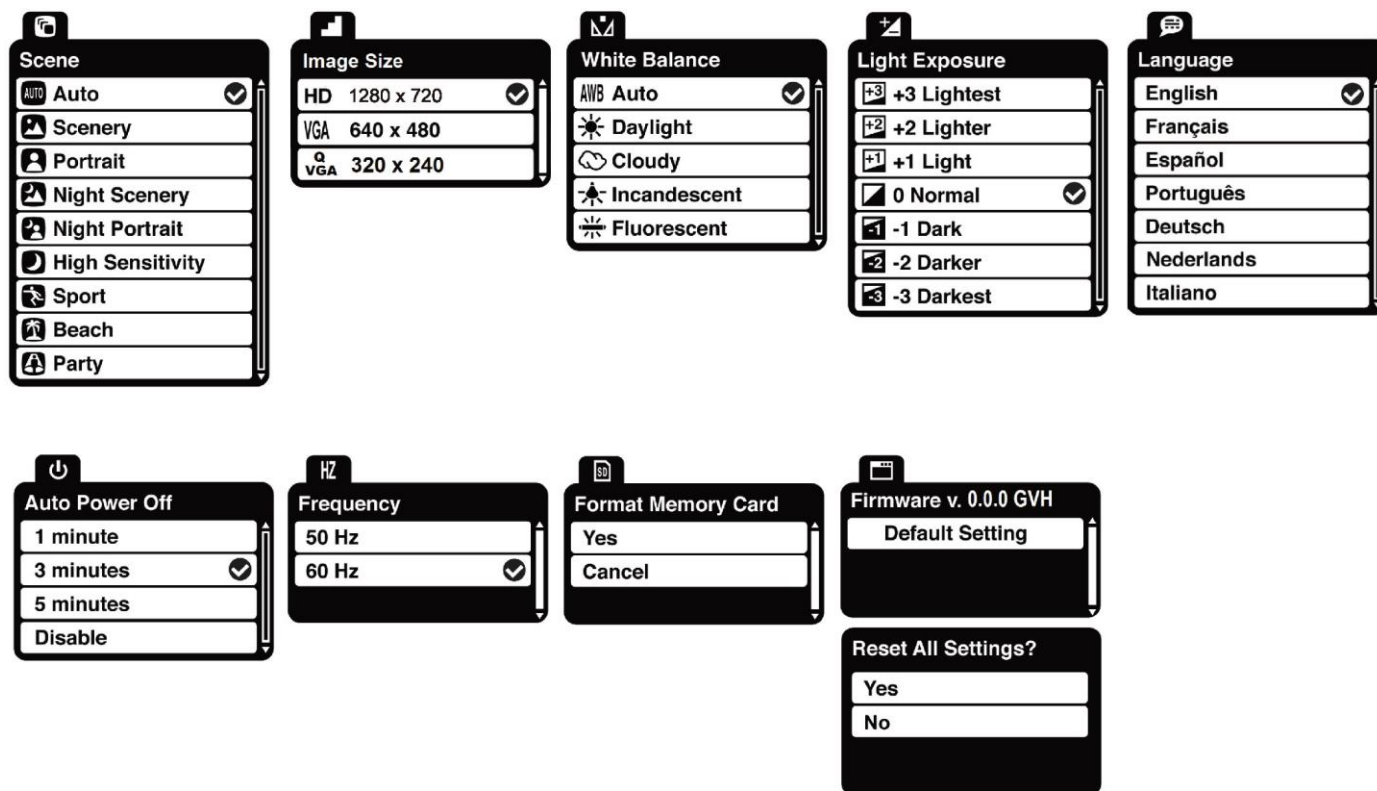 Scene
AUTO Auto
Scenery
Portrait
Night Scenery
Night Portrait
High Sensitivity
Sport
Beach
Party
Image Size
HD 1280 x 720
VGA 640 x 480
Q VGA 320 x 240
White Balance
AWB Auto
Daylight
Cloudy
Incandescent
Fluorescent
+-
Light Exposure
+3 +3 Lightest
+2 +2 Lighter
+1 +1 Light
0 Normal
-1 -1 Dark
-2 -2 Darker
-3 -3 Darkest
Language
English
Français
Español
Português
Deutsch
Nederlands
Italiano
Auto Power Off
1 minute
3 minutes
5 minutes
Disable
HZ
Frequency
50 Hz
60 Hz
SD
Format Memory Card
Yes
Cancel
Firmware v. 0.0.0 GVH
Default Setting
Reset All Settings?
Yes
No